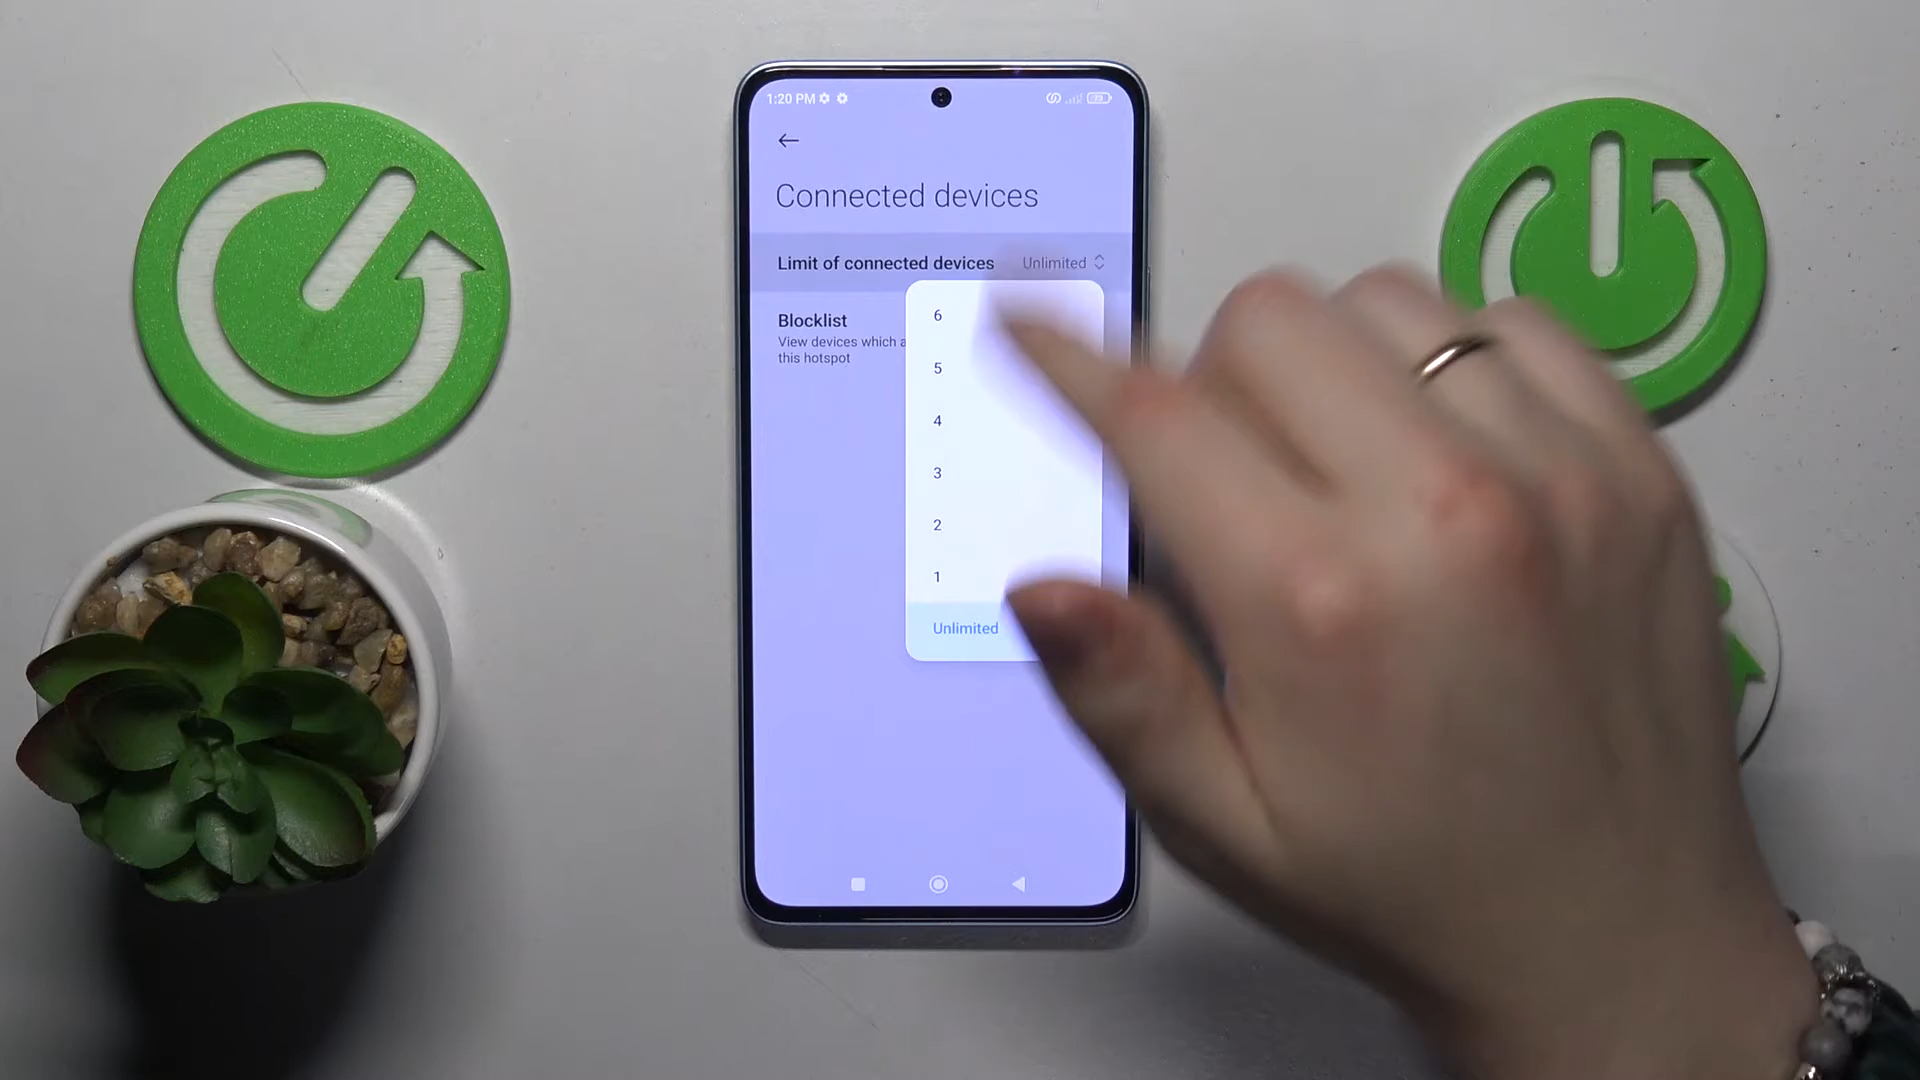 1:20 PM
73
Connected devices
Limit of connected devices Unlimited
6
Blocklist
View devices which a
this hotspot
5
4
3
2
1
Unlimited